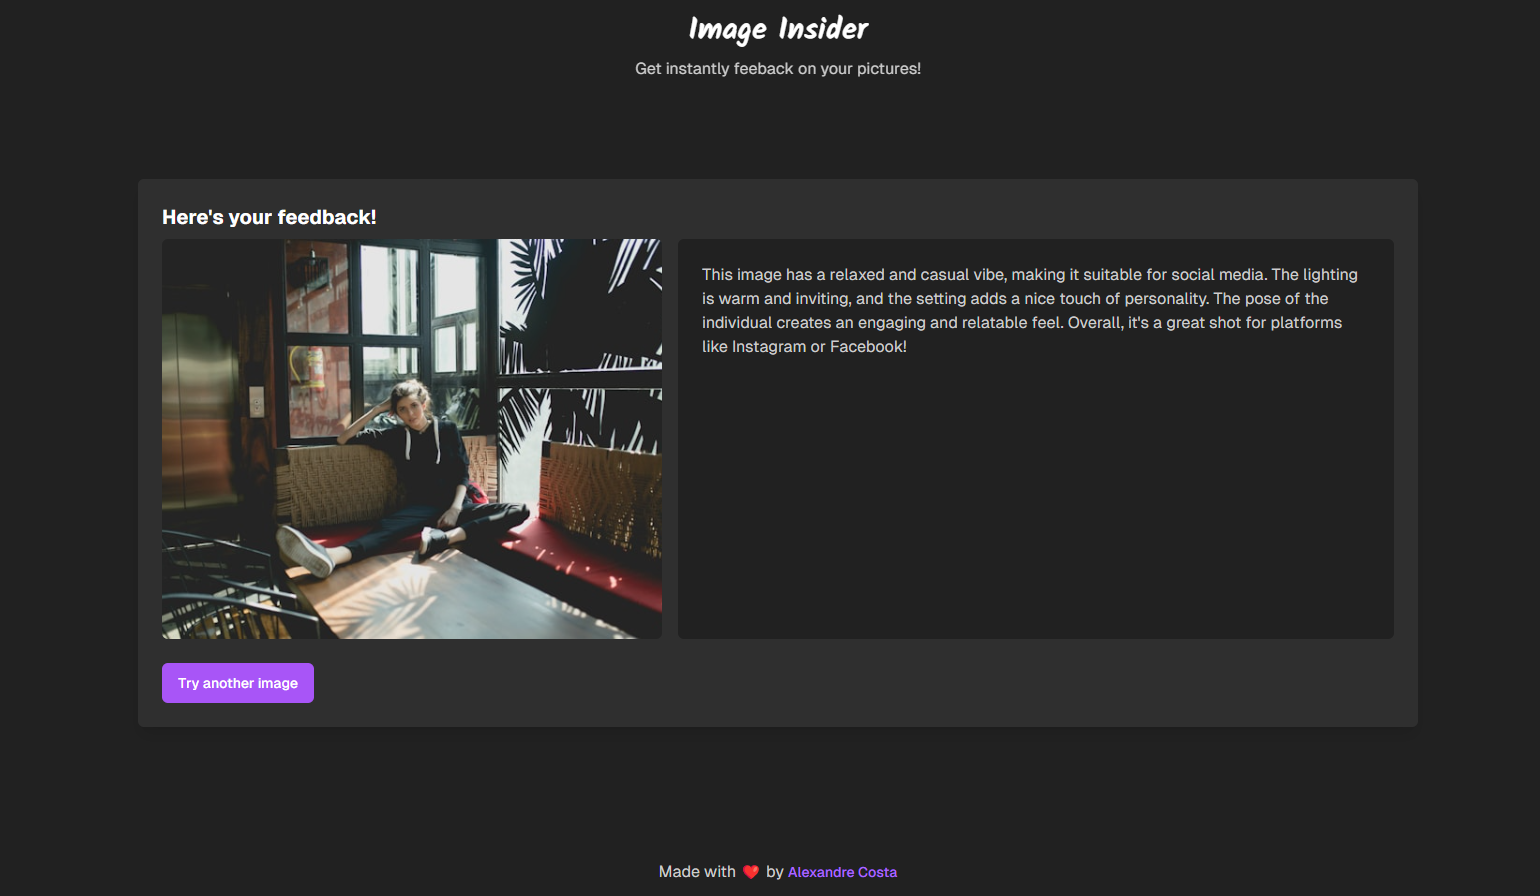 Image Insider
Get instantly feeback on your pictures!
Here's your feedback!
This image has a relaxed and casual vibe, making it suitable for social media. The lighting
is warm and inviting, and the setting adds a nice touch of personality. The pose of the
individual creates an engaging and relatable feel. Overall, it's a great shot for platforms
like Instagram or Facebook!
Try another image
Made with ❤️ by Alexandre Costa